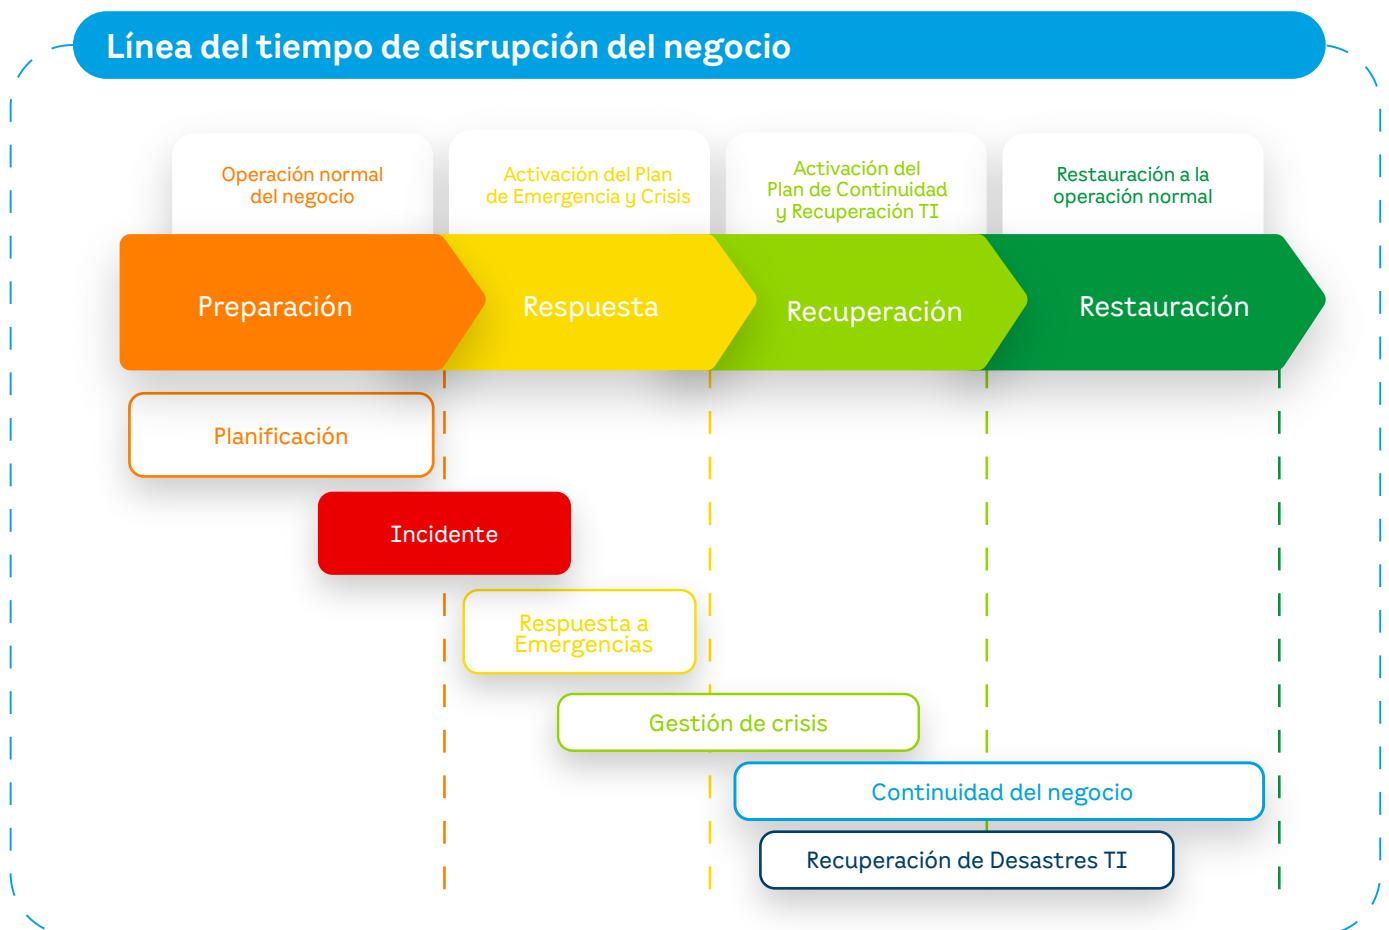 Línea del tiempo de disrupción del negocio
Operación normal
del negocio
Activación del Plan
de Emergencia y Crisis
Activación del
Plan de Continuidad
y Recuperación TI
Restauración a la
operación normal
Preparación
Respuesta
Recuperación
Restauración
Planificación
Incidente
Respuesta a
Emergencias
Gestión de crisis
Continuidad del negocio
Recuperación de Desastres TI